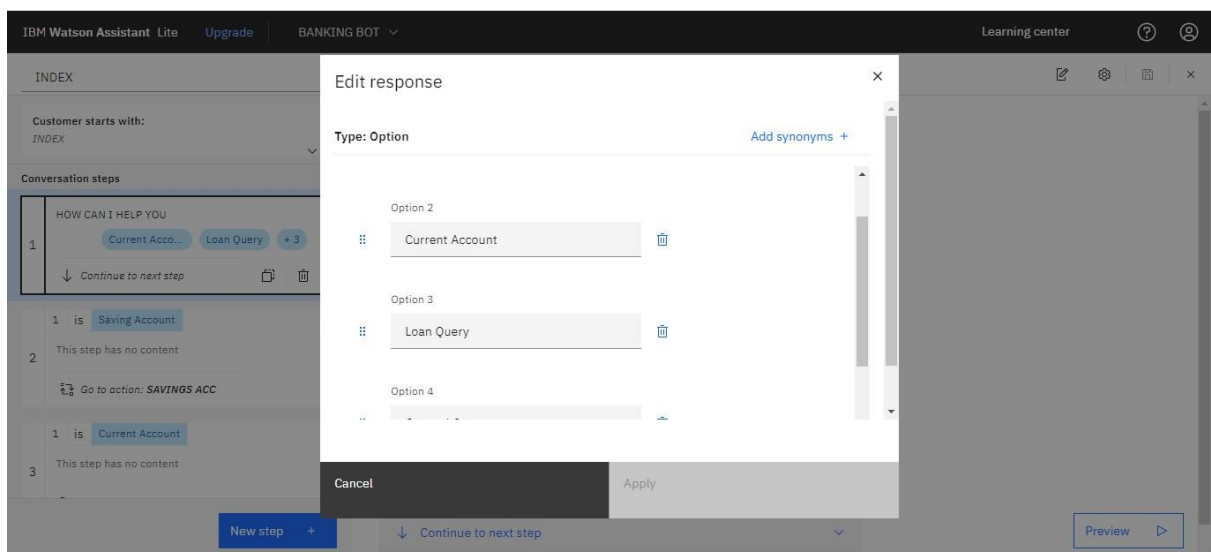 IBM Watson Assistant Lite Upgrade BANKING BOT Learning center
INDEX
Customer starts with:
INDEX
Conversation steps
1
HOW CAN I HELP YOU
Current Acco... Loan Query + 3
Continue to next step
2
1 is Saving Account
This step has no content
Go to action: SAVINGS ACC
3
1 is Current Account
This step has no content
New step +
Edit response
Type: Option Add synonyms +
Option 2
Current Account
Option 3
Loan Query
Option 4
Cancel Apply
Continue to next step
Preview